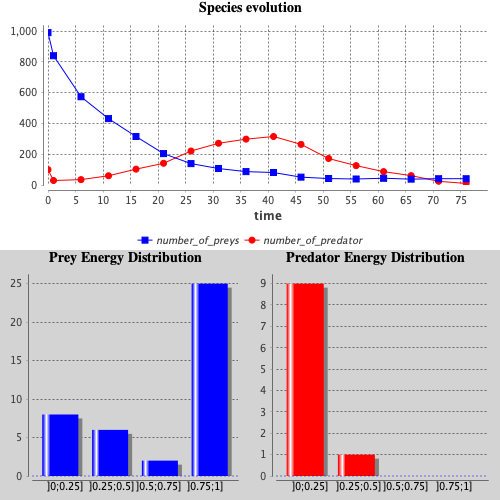 Species evolution
1,000
800
600
400
200
0
0 5 10 15 20 25 30 35 40 45 50 55 60 65 70 75
time
number_of_preys number_of_predator
Prey Energy Distribution
25
20
15
10
5
0
]0;0.25] ]0.25;0.5] ]0.5;0.75] ]0.75;1]
Predator Energy Distribution
9
8
7
6
5
4
3
2
1
0
]0;0.25] ]0.25;0.5] ]0.5;0.75] ]0.75;1]